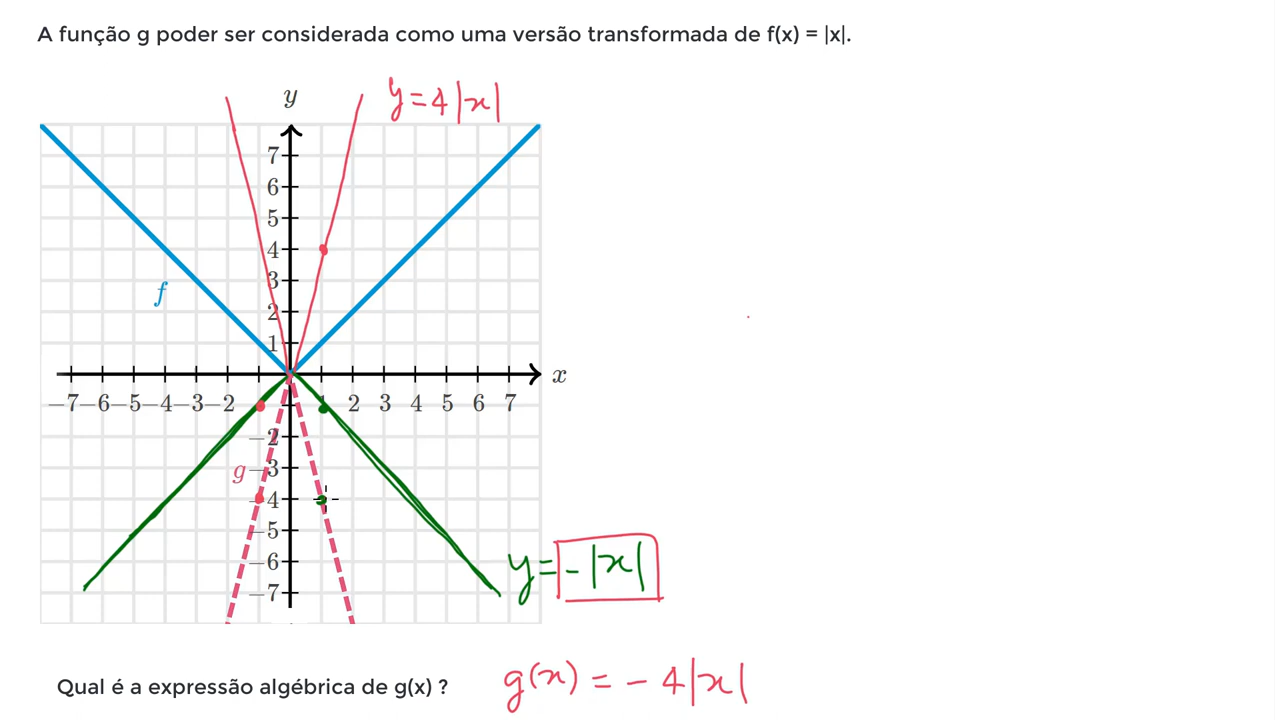 A função g poder ser considerada como uma versão transformada de f(x) = |x|.
y
y=4|x|
7
6
5
4
3
2
1
f
x
-7-6-5-4-3-2
2 3 4 5 6 7
-2
g
-3
-4
-5
-6
-7
y=-|x|
Qual é a expressão algébrica de g(x) ?
g(x) = -4|x|